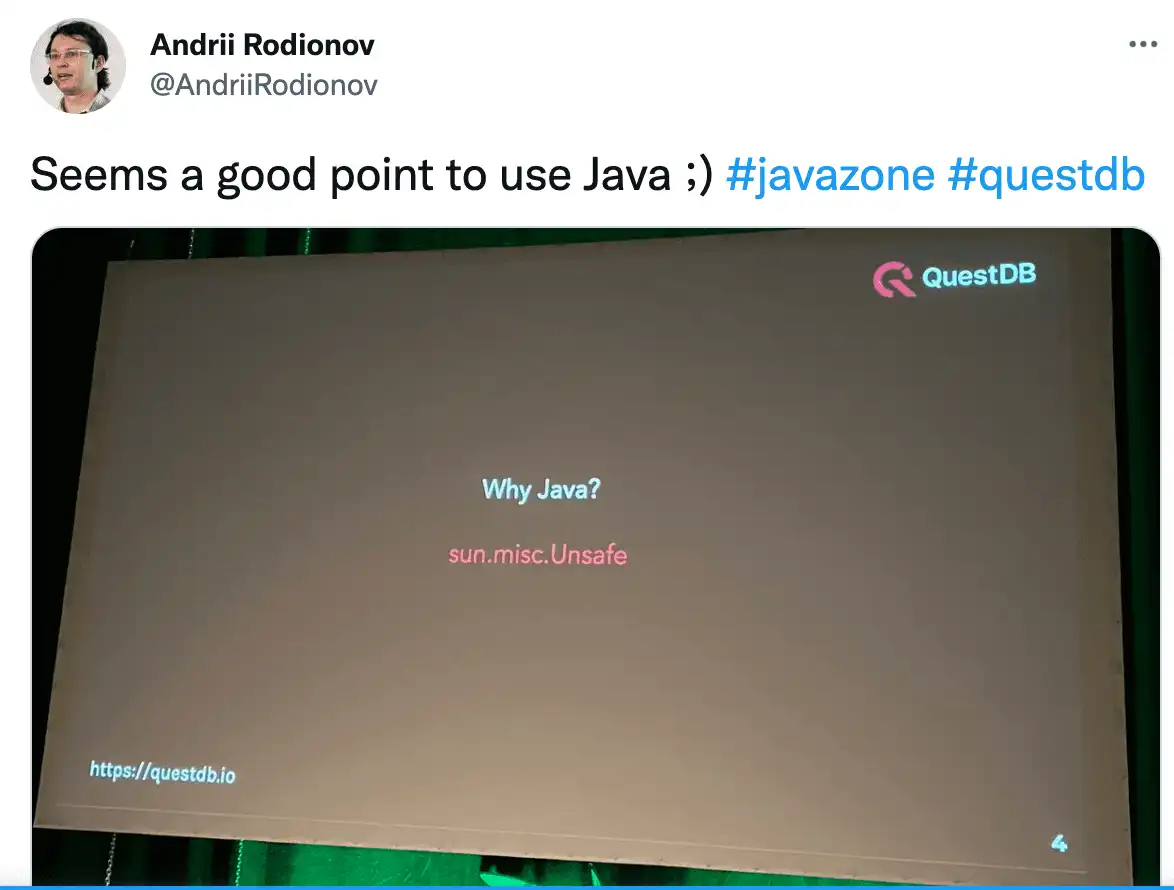 Andrii Rodionov
@AndriiRodionov
Seems a good point to use Java ;) #javazone #questdb
QuestDB
Why Java?
sun.misc.Unsafe
https://questdb.io
4